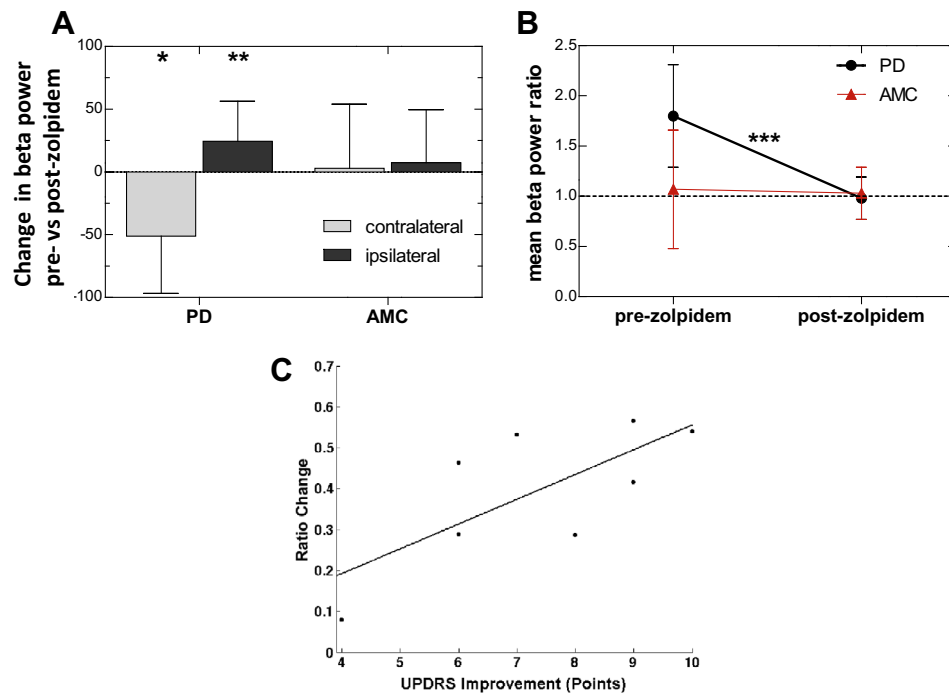 A
Change in beta power
pre- vs post-zolpidem
100
50
0
-50
-100
*
**
contralateral
ipsilateral
PD
AMC
B
mean beta power ratio
2.5
2.0
1.5
1.0
0.5
0.0
PD
AMC
***
pre-zolpidem
post-zolpidem
C
Ratio Change
0.7
0.6
0.5
0.4
0.3
0.2
0.1
0
4
5
6
7
8
9
10
UPDRS Improvement (Points)